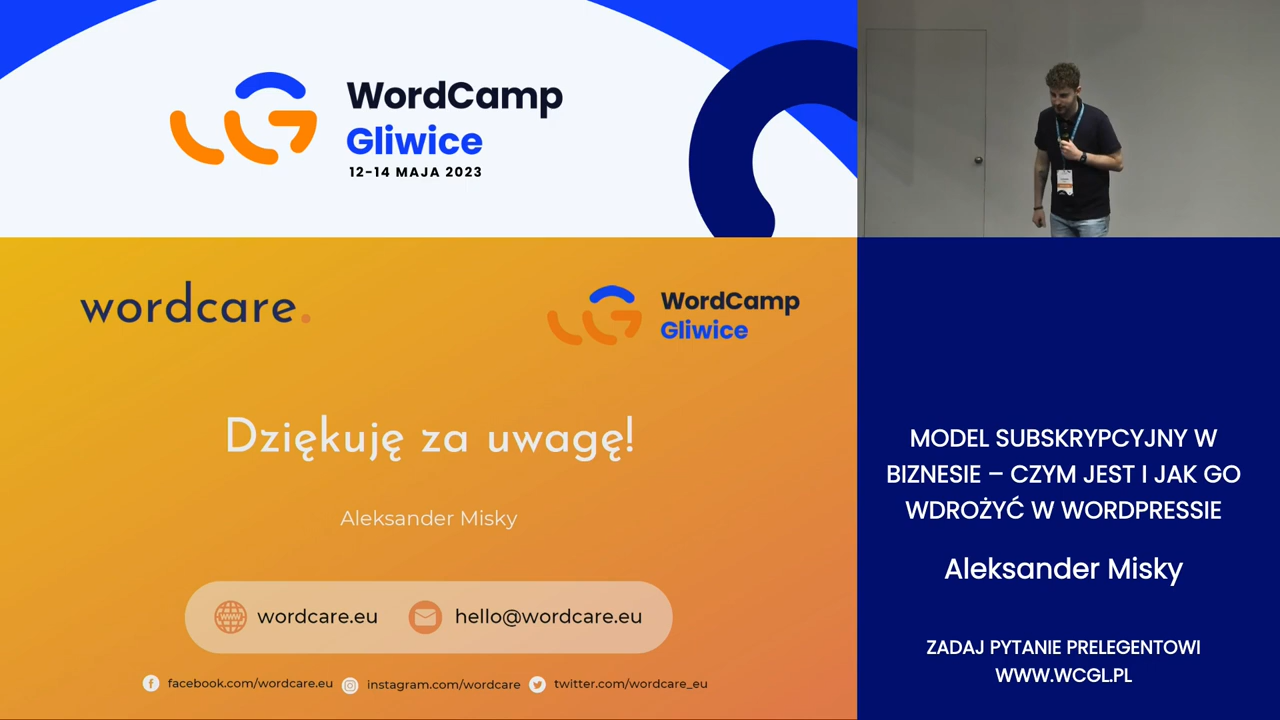 WordCamp
Gliwice
12-14 MAJA 2023
wordcare.
WordCamp
Gliwice
Dziękuję za uwagę!
Aleksander Misky
wordcare.eu
hello@wordcare.eu
facebook.com/wordcare.eu
instagram.com/wordcare
twitter.com/wordcare_eu
MODEL SUBSKRYPCYJNY W
BIZNESIE – CZYM JEST I JAK GO
WDROŻYĆ W WORDPRESSIE
Aleksander Misky
ZADAJ PYTANIE PRELEGENTOWI
WWW.WCGL.PL